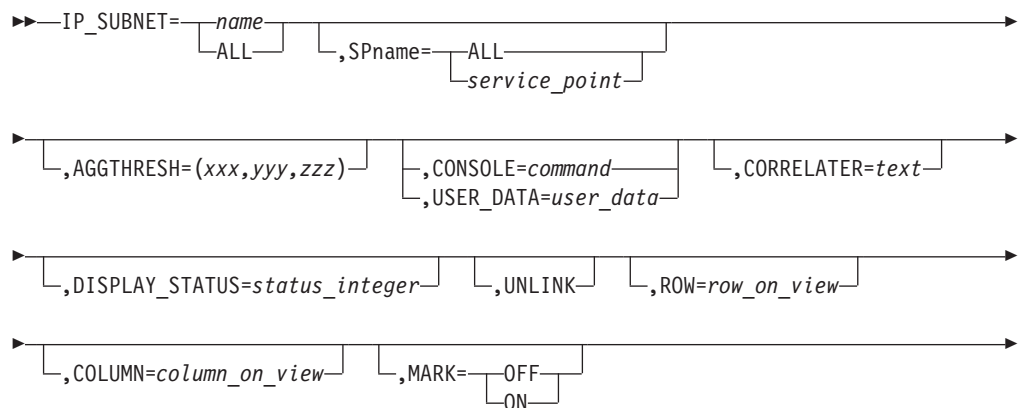 IP_SUBNET= name
ALL
,SPname= ALL
service_point
,AGGTHRESH=(xxx,yyy,zzz)
,CONSOLE=command
,USER_DATA=user_data
,CORRELATER=text
,DISPLAY_STATUS=status_integer
,UNLINK
,ROW=row_on_view
,COLUMN=column_on_view
,MARK= OFF
ON